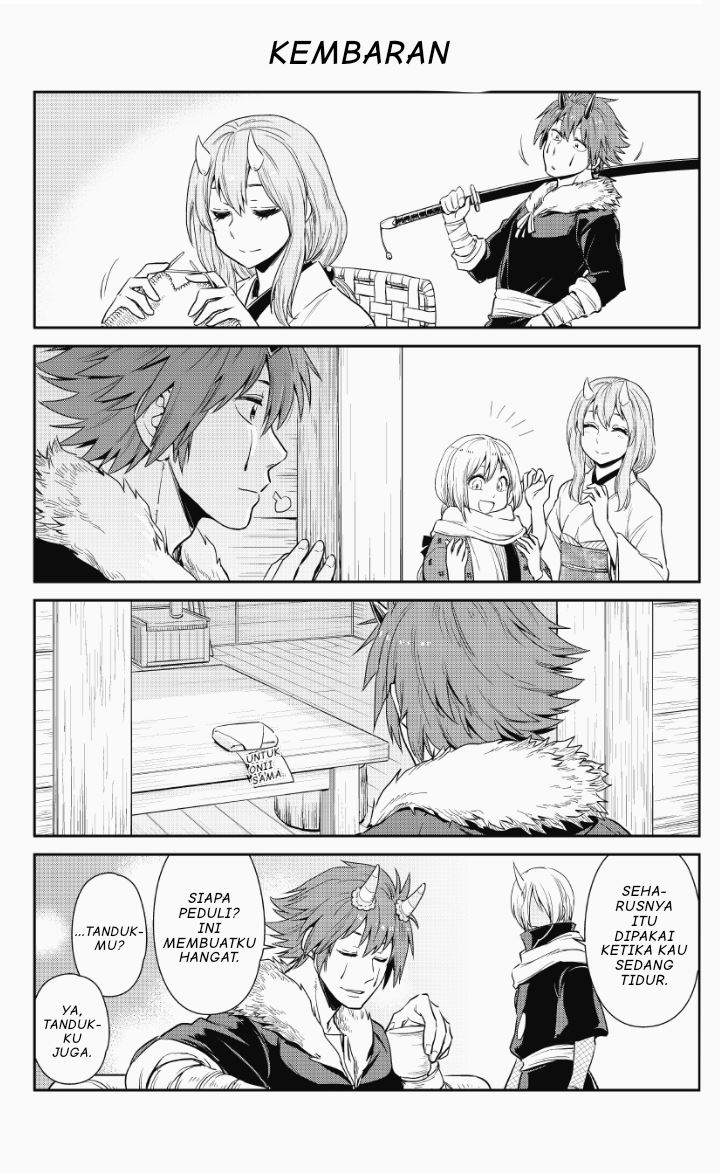 KEMBARAN
UNTUK
ONII
SAMA..
SEHA-
RUSNYA
ITU
DIPAKAI
KETIKA KAU
SEDANG
TIDUR.
SIAPA
PEDULI?
INI
MEMBUATKU
HANGAT.
...TANDUK-
MU?
YA,
TANDUK-
KU
JUGA.